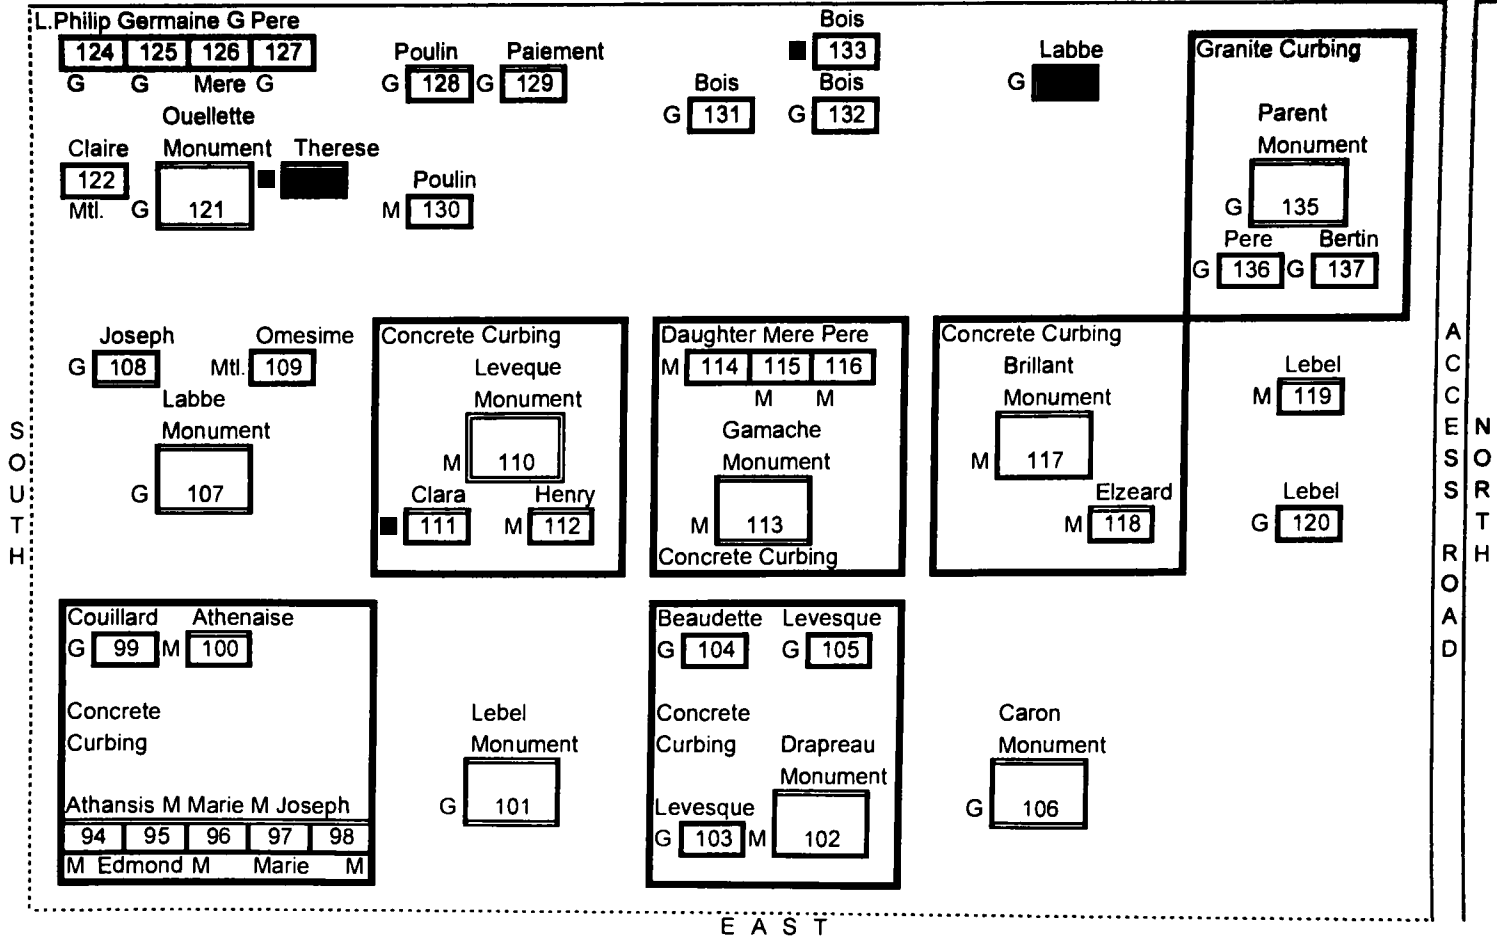 L.Philip Germaine G Pere
124 125 126 127
G G Mere G
Poulin
G 128
Paiement
G 129
Bois
133
Bois
G 131
Bois
G 132
Labbe
G
Granite Curbing
Parent
Monument
G 135
Pere Bertin
G 136 G 137
Ouellette
Monument
G 121
Claire
122
Mtl.
Therese
Poulin
M 130
Joseph
G 108
Omesime
Mtl. 109
Labbe
Monument
G 107
Concrete Curbing
Leveque
Monument
M 110
Clara Henry
111 M 112
Daughter Mere Pere
M 114 115 116
M M
Gamache
Monument
M 113
Concrete Curbing
Concrete Curbing
Brillant
Monument
M 117
Elzeard
M 118
Lebel
M 119
Lebel
G 120
Couillard Athenaise
G 99 M 100
Concrete
Curbing
Athansis M Marie M Joseph
94 95 96 97 98
M Edmond M Marie M
Lebel
Monument
G 101
Beaudette Levesque
G 104 G 105
Concrete
Curbing
Drapreau
Monument
Levesque
G 103 M 102
Caron
Monument
G 106
SOUTH
ACCESS ROAD
NORTH
EAST